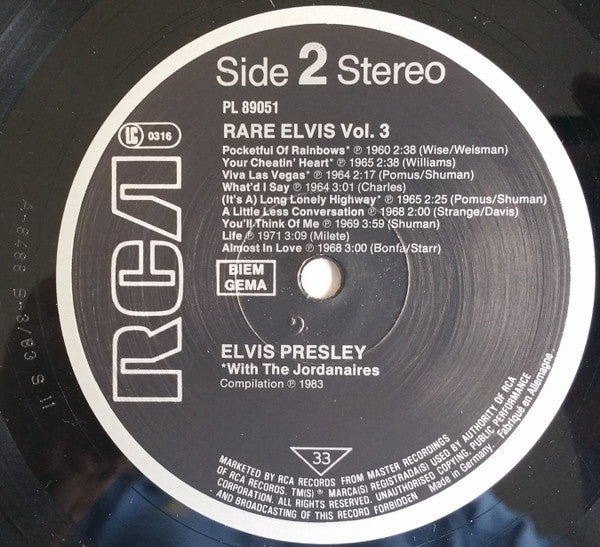 Side 2 Stereo
PL 89051
LC 0316
RARE ELVIS Vol. 3
Pocketful Of Rainbows* ℗ 1960 2:38 (Wise/Weisman)
Your Cheatin' Heart* ℗ 1965 2:38 (Williams)
Viva Las Vegas* ℗ 1964 2:17 (Pomus/Shuman)
What'd I Say ℗ 1964 3:01 (Charles)
(It's A) Long Lonely Highway* ℗ 1965 2:25 (Pomus/Shuman)
A Little Less Conversation ℗ 1968 2:00 (Strange/Davis)
You'll Think Of Me ℗ 1969 3:59 (Shuman)
Life ℗ 1971 3:09 (Milete)
Almost In Love ℗ 1968 3:00 (Bonfa/Starr)
BIEM
GEMA
RCA
ELVIS PRESLEY
*With The Jordanaires
Compilation ℗ 1983
33
MARKETED BY RCA RECORDS FROM MASTER RECORDINGS
OF RCA RECORDS. TM(S)® MARCA(S) REGISTRADA(S) USED BY AUTHORITY OF RCA
CORPORATION. ALL RIGHTS RESERVED. UNAUTHORISED COPYING, PUBLIC PERFORMANCE
AND BROADCASTING OF THIS RECORD FORBIDDEN
Made in Germany. Fabriqué en Allemagne.